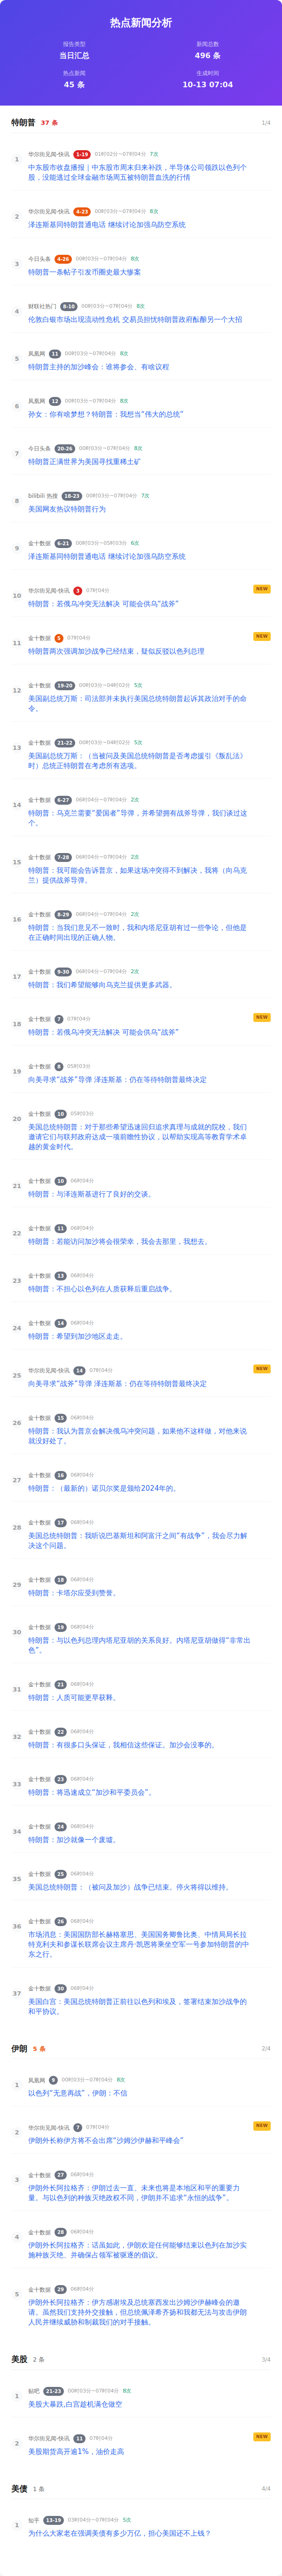 热点新闻分析
报告类型
当日汇总
新闻总数
496 条
热点新闻
45 条
生成时间
10-13 07:04
特朗普 37 条 1/4
1 华尔街见闻-快讯 1-19 01时02分~07时04分 7次
中东股市收盘播报｜中东股市周末归来补跌，半导体公司领跌以色列个
股，没能逃过全球金融市场周五被特朗普血洗的行情
2 华尔街见闻-快讯 4-23 00时03分~07时04分 8次
泽连斯基同特朗普通电话 继续讨论加强乌防空系统
3 今日头条 4-26 00时03分~07时04分 8次
特朗普一条帖子引发币圈史最大惨案
4 财联社热门 8-10 00时03分~07时04分 8次
伦敦白银市场出现流动性危机 交易员担忧特朗普政府酝酿另一个大招
5 凤凰网 11 00时03分~07时04分 8次
特朗普主持的加沙峰会：谁将参会、有啥议程
6 凤凰网 12 00时03分~07时04分 8次
孙女：你有啥梦想？特朗普：我想当“伟大的总统”
7 今日头条 20-26 00时03分~07时04分 8次
特朗普正满世界为美国寻找重稀土矿
8 bilibili 热搜 18-23 00时03分~07时04分 7次
美国网友热议特朗普行为
9 金十数据 6-21 00时03分~05时03分 6次
泽连斯基同特朗普通电话 继续讨论加强乌防空系统
10 华尔街见闻-快讯 3 07时04分 NEW
特朗普：若俄乌冲突无法解决 可能会供乌“战斧”
11 金十数据 5 07时04分 NEW
特朗普两次强调加沙战争已经结束，疑似反驳以色列总理
12 金十数据 19-20 00时03分~04时02分 5次
美国副总统万斯：司法部并未执行美国总统特朗普起诉其政治对手的命
令。
13 金十数据 21-22 00时03分~04时02分 5次
美国副总统万斯：（当被问及美国总统特朗普是否考虑援引《叛乱法》
时）总统正特朗普在考虑所有选项。
14 金十数据 6-27 06时04分~07时04分 2次
特朗普：乌克兰需要“爱国者”导弹，并希望拥有战斧导弹，我们谈过这
个。
15 金十数据 7-28 06时04分~07时04分 2次
特朗普：我可能会告诉普京，如果这场冲突得不到解决，我将（向乌克
兰）提供战斧导弹。
16 金十数据 8-29 06时04分~07时04分 2次
特朗普：当我们意见不一致时，我和内塔尼亚胡有过一些争论，但他是
在正确时间出现的正确人物。
17 金十数据 9-30 06时04分~07时04分 2次
特朗普：我们希望能够向乌克兰提供更多武器。
18 金十数据 7 07时04分 NEW
特朗普：若俄乌冲突无法解决 可能会供乌“战斧”
19 金十数据 8 05时03分
向美寻求“战斧”导弹 泽连斯基：仍在等待特朗普最终决定
20 金十数据 10 05时03分
美国总统特朗普：对于那些希望迅速回归追求真理与成就的院校，我们
邀请它们与联邦政府达成一项前瞻性协议，以帮助实现高等教育学术卓
越的黄金时代。
21 金十数据 10 06时04分
特朗普：与泽连斯基进行了良好的交谈。
22 金十数据 11 06时04分
特朗普：若能访问加沙将会很荣幸，我会去那里，我想去。
23 金十数据 13 06时04分
特朗普：不担心以色列在人质获释后重启战争。
24 金十数据 14 06时04分
特朗普：希望到加沙地区走走。
25 华尔街见闻-快讯 14 07时04分 NEW
向美寻求“战斧”导弹 泽连斯基：仍在等待特朗普最终决定
26 金十数据 15 06时04分
特朗普：我认为普京会解决俄乌冲突问题，如果他不这样做，对他来说
就没好处了。
27 金十数据 16 06时04分
特朗普：（最新的）诺贝尔奖是颁给2024年的。
28 金十数据 17 06时04分
美国总统特朗普：我听说巴基斯坦和阿富汗之间“有战争”，我会尽力解
决这个问题。
29 金十数据 18 06时04分
特朗普：卡塔尔应受到赞誉。
30 金十数据 19 06时04分
特朗普：与以色列总理内塔尼亚胡的关系良好。内塔尼亚胡做得“非常出
色”。
31 金十数据 21 06时04分
特朗普：人质可能更早获释。
32 金十数据 22 06时04分
特朗普：有很多口头保证，我相信这些保证。加沙会没事的。
33 金十数据 23 06时04分
特朗普：将迅速成立“加沙和平委员会”。
34 金十数据 24 06时04分
特朗普：加沙就像一个废墟。
35 金十数据 25 06时04分
美国总统特朗普：（被问及加沙）战争已结束。停火将得以维持。
36 金十数据 26 06时04分
市场消息：美国国防部长赫格塞思、美国国务卿鲁比奥、中情局局长拉
特克利夫和参谋长联席会议主席丹·凯恩将乘坐空军一号参加特朗普的中
东之行。
37 金十数据 30 06时04分
美国白宫：美国总统特朗普正前往以色列和埃及，签署结束加沙战争的
和平协议。
伊朗 5 条 2/4
1 凤凰网 9 00时03分~07时04分 8次
以色列“无意再战”，伊朗：不信
2 华尔街见闻-快讯 7 07时04分 NEW
伊朗外长称伊方将不会出席“沙姆沙伊赫和平峰会”
3 金十数据 27 06时04分
伊朗外长阿拉格齐：伊朗过去一直、未来也将是本地区和平的重要力
量。与以色列的种族灭绝政权不同，伊朗并不追求“永恒的战争”。
4 金十数据 28 06时04分
伊朗外长阿拉格齐：话虽如此，伊朗欢迎任何能够结束以色列在加沙实
施种族灭绝、并确保占领军被驱逐的倡议。
5 金十数据 29 06时04分
伊朗外长阿拉格齐：伊方感谢埃及总统塞西发出沙姆沙伊赫峰会的邀
请。虽然我们支持外交接触，但总统佩泽希齐扬和我都无法与攻击伊朗
人民并继续威胁和制裁我们的对手接触。
美股 2 条 3/4
1 贴吧 21-23 00时03分~07时04分 8次
美股大暴跌,白宫趁机满仓做空
2 华尔街见闻-快讯 11 07时04分 NEW
美股期货高开逾1%，油价走高
美债 1 条 4/4
1 知乎 13-19 03时04分~07时04分 5次
为什么大家老在强调美债有多少万亿，担心美国还不上钱？